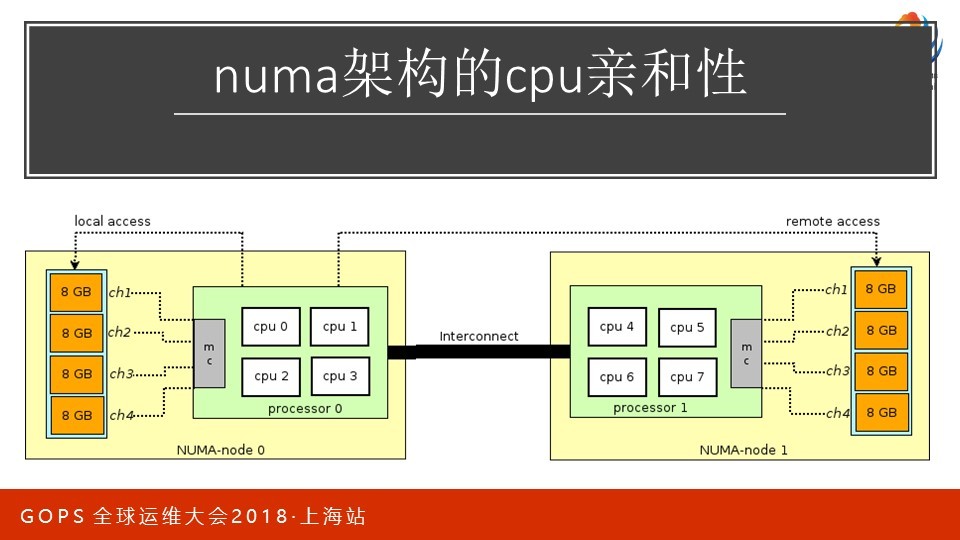 numa架构的cpu亲和性
local access
remote access
8 GB
ch1
8 GB
ch2
8 GB
ch3
8 GB
ch4
m
c
cpu 0
cpu 1
cpu 2
cpu 3
processor 0
NUMA-node 0
Interconnect
cpu 4
cpu 5
cpu 6
cpu 7
processor 1
m
c
ch1
8 GB
ch2
8 GB
ch3
8 GB
ch4
8 GB
NUMA-node 1
GOPS 全球运维大会2018·上海站